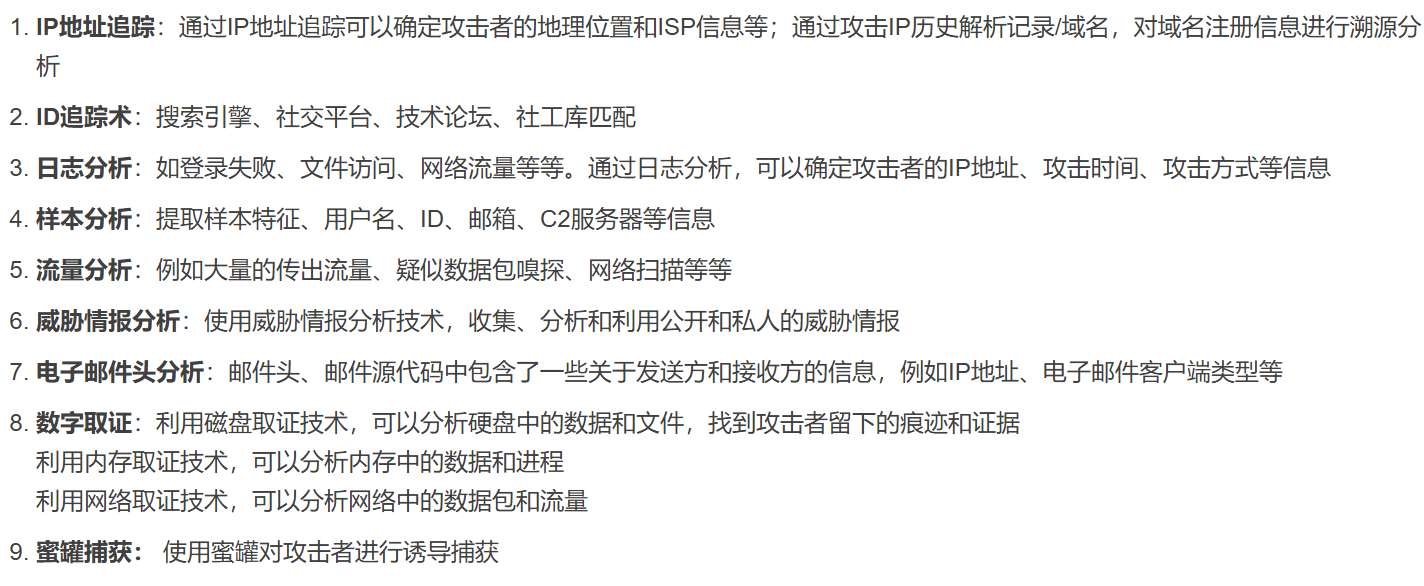 1. IP地址追踪：通过IP地址追踪可以确定攻击者的地理位置和ISP信息等；通过攻击IP历史解析记录/域名，对域名注册信息进行溯源分
析
2. ID追踪术：搜索引擎、社交平台、技术论坛、社工库匹配
3. 日志分析：如登录失败、文件访问、网络流量等等。通过日志分析，可以确定攻击者的IP地址、攻击时间、攻击方式等信息
4. 样本分析：提取样本特征、用户名、ID、邮箱、C2服务器等信息
5. 流量分析：例如大量的传出流量、疑似数据包嗅探、网络扫描等等
6. 威胁情报分析：使用威胁情报分析技术，收集、分析和利用公开和私人的威胁情报
7. 电子邮件头分析：邮件头、邮件源代码中包含了一些关于发送方和接收方的信息，例如IP地址、电子邮件客户端类型等
8. 数字取证：利用磁盘取证技术，可以分析硬盘中的数据和文件，找到攻击者留下的痕迹和证据
利用内存取证技术，可以分析内存中的数据和进程
利用网络取证技术，可以分析网络中的数据包和流量
9. 蜜罐捕获： 使用蜜罐对攻击者进行诱导捕获